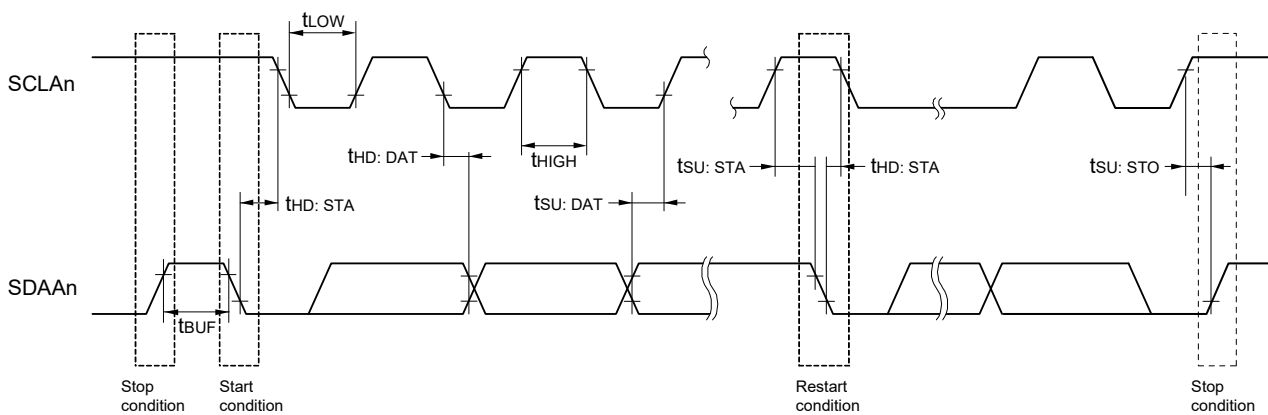 tLOW
SCLAn
tHD: DAT
tHIGH
tSU: STA
tHD: STA
tSU: STO
tHD: STA
tSU: DAT
SDAAn
tBUF
Stop
condition
Start
condition
Restart
condition
Stop
condition